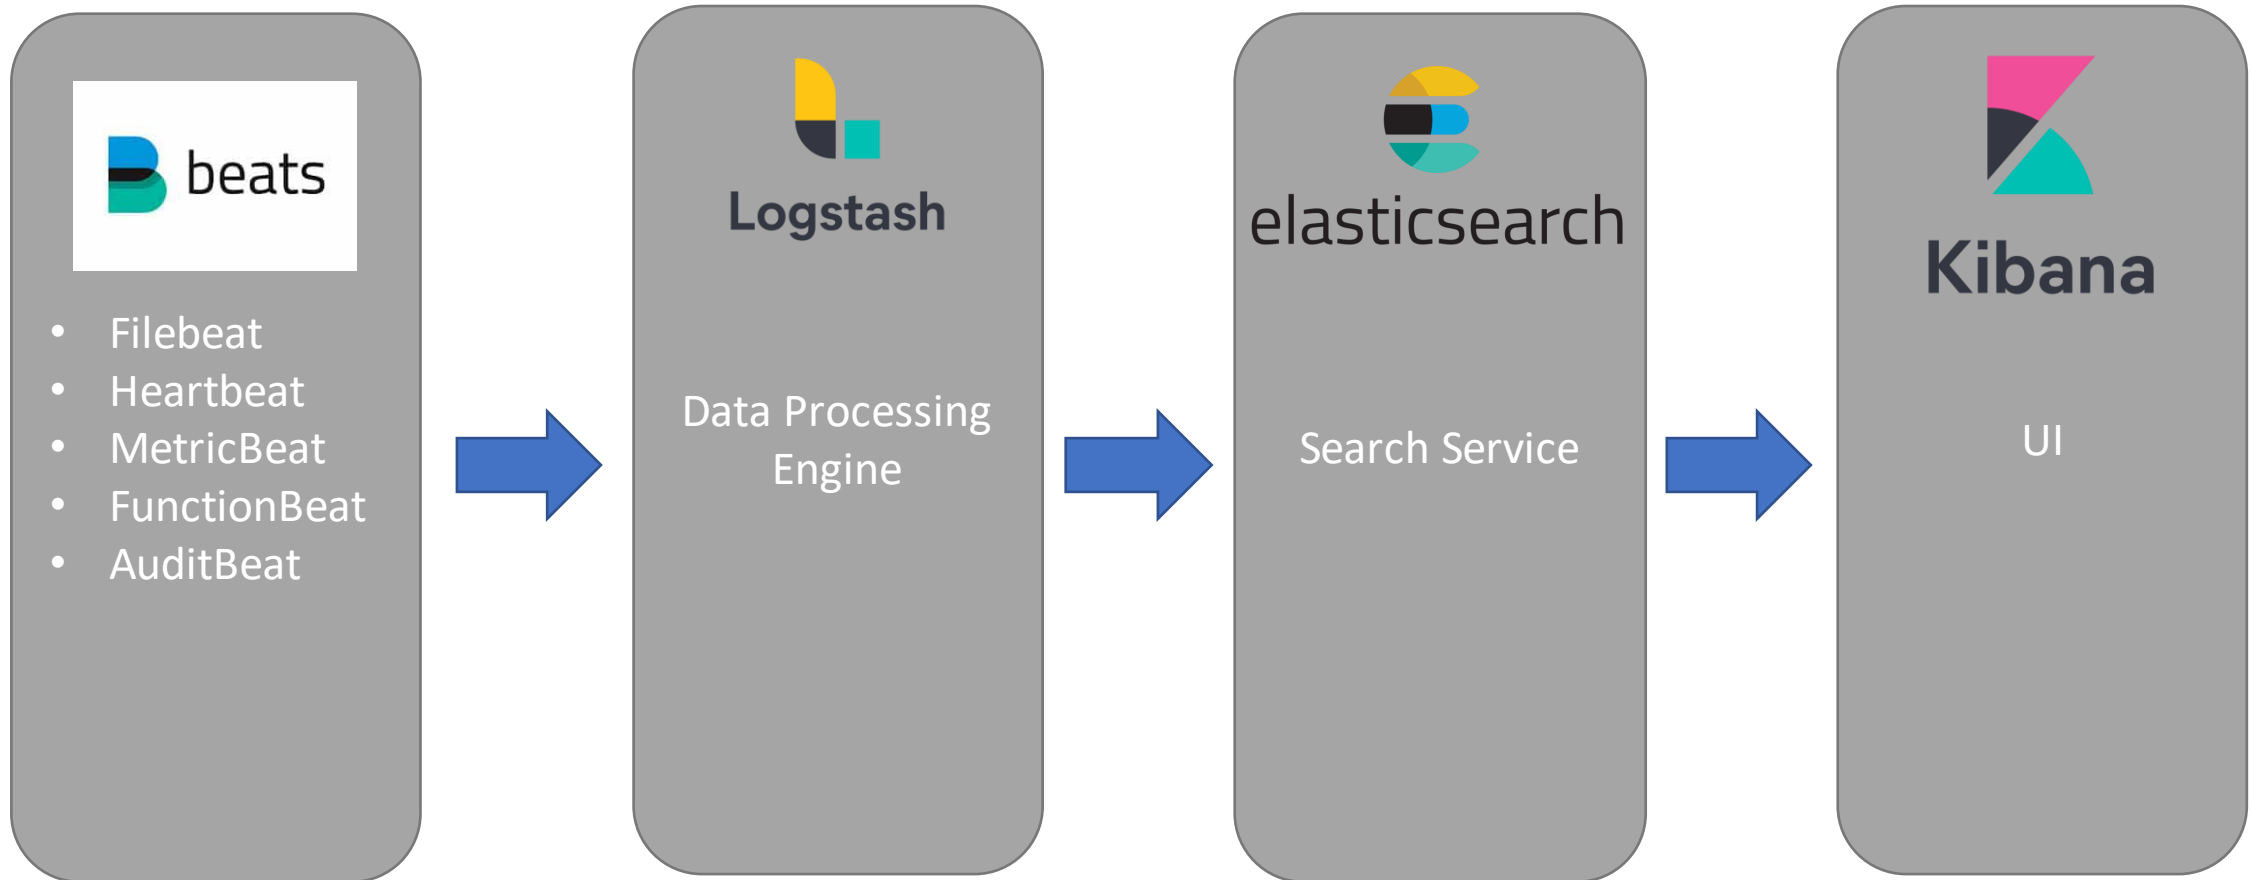 beats
• Filebeat
• Heartbeat
• MetricBeat
• FunctionBeat
• AuditBeat
Logstash
Data Processing
Engine
elasticsearch
Search Service
Kibana
UI